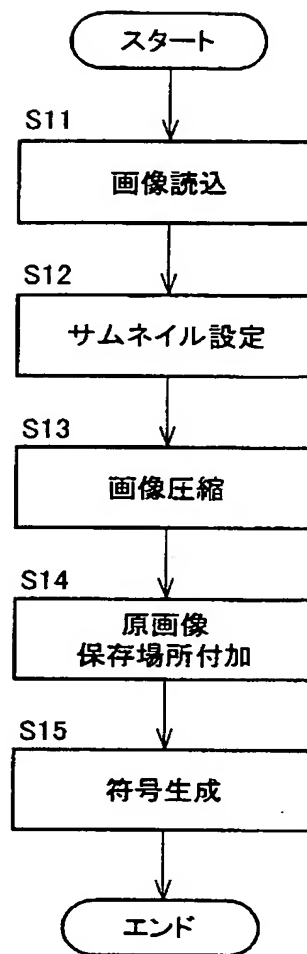 スタート
S11
画像読込
S12
サムネイル設定
S13
画像圧縮
S14
原画像
保存場所付加
S15
符号生成
エンド